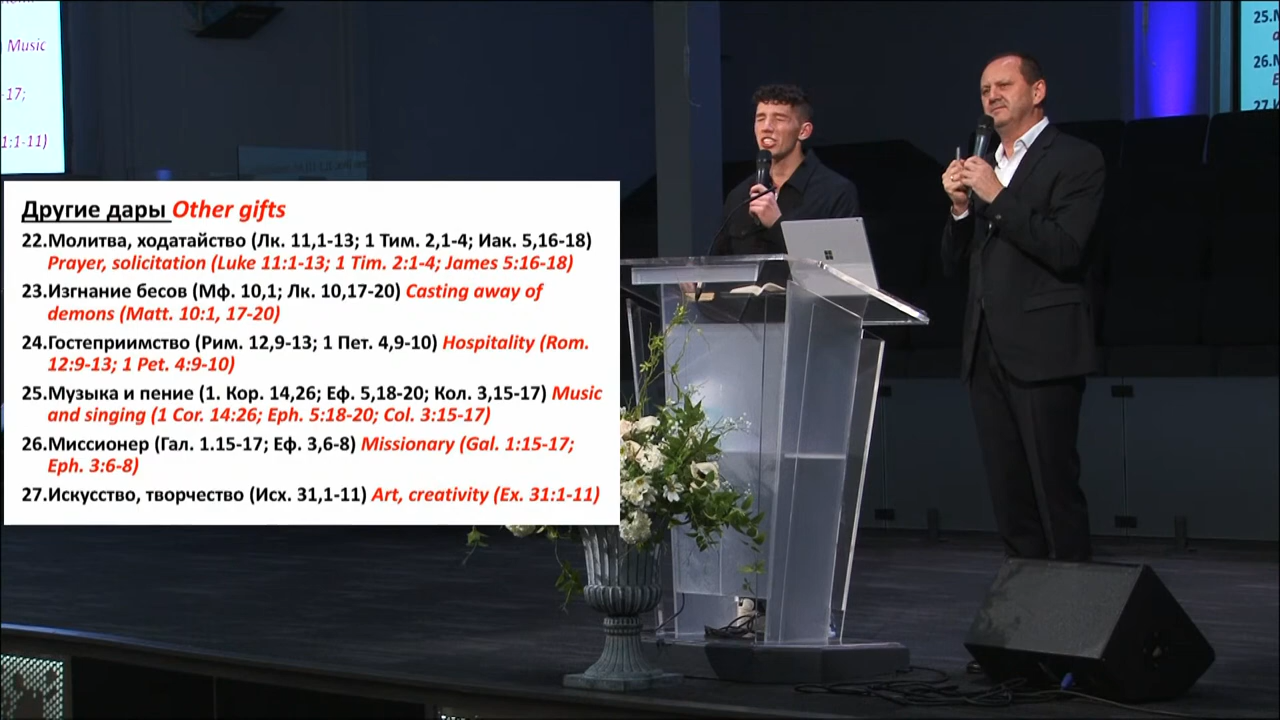 Music
-17;
1:1-11)
25.
26.
27.
Другие дары Other gifts
22.Молитва, ходатайство (Лк. 11,1-13; 1 Тим. 2,1-4; Иак. 5,16-18)
Prayer, solicitation (Luke 11:1-13; 1 Tim. 2:1-4; James 5:16-18)
23.Изгнание бесов (Мф. 10,1; Лк. 10,17-20) Casting away of
demons (Matt. 10:1, 17-20)
24.Гостеприимство (Рим. 12,9-13; 1 Пет. 4,9-10) Hospitality (Rom.
12:9-13; 1 Pet. 4:9-10)
25.Музыка и пение (1. Кор. 14,26; Еф. 5,18-20; Кол. 3,15-17) Music
and singing (1 Cor. 14:26; Eph. 5:18-20; Col. 3:15-17)
26.Миссионер (Гал. 1.15-17; Еф. 3,6-8) Missionary (Gal. 1:15-17;
Eph. 3:6-8)
27.Искусство, творчество (Исх. 31,1-11) Art, creativity (Ex. 31:1-11)